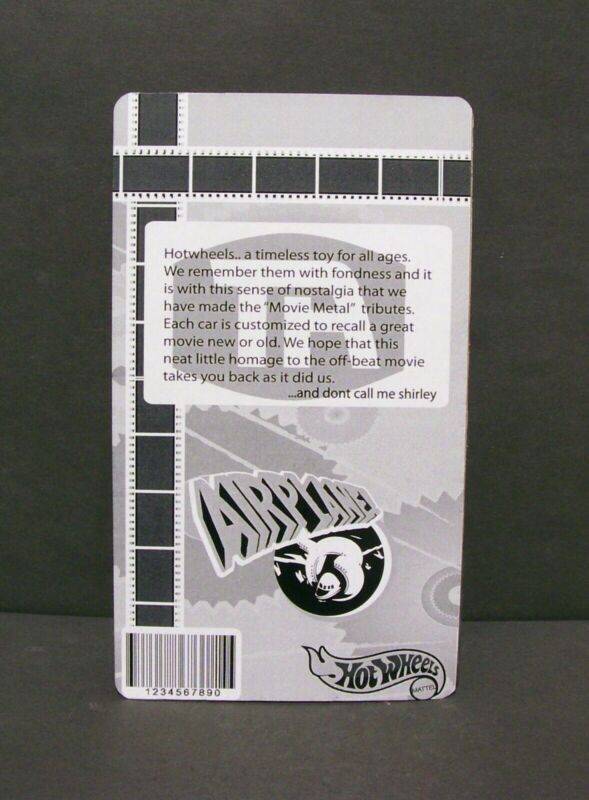 Hotwheels.. a timeless toy for all ages.
We remember them with fondness and it
is with this sense of nostalgia that we
have made the "Movie Metal" tributes.
Each car is customized to recall a great
movie new or old. We hope that this
neat little homage to the off-beat movie
takes you back as it did us.
...and dont call me shirley
AIRPLANE!
1234567890
HOT WHEELS
MATTEL